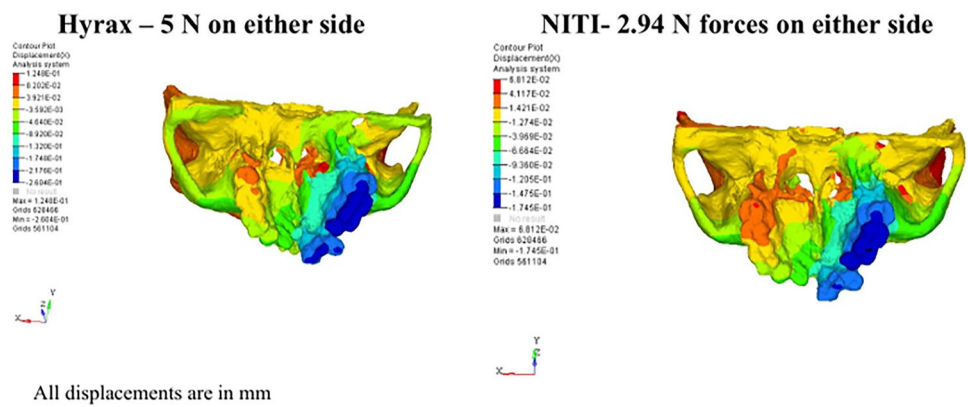 Hyrax – 5 N on either side
Contour Plot
Displacement(X)
Analysis system
1.248E-01
8.202E-02
3.921E-02
-3.592E-03
-4.640E-02
-8.920E-02
-1.320E-01
-1.748E-01
-2.176E-01
-2.604E-01
No result
Max = 1.248E-01
Grids 628466
Min = -2.604E-01
Grids 561104
X
Z
Y
NITI- 2.94 N forces on either side
Contour Plot
Displacement(X)
Analysis system
6.812E-02
4.117E-02
1.421E-02
-1.274E-02
-3.969E-02
-6.664E-02
-9.360E-02
-1.205E-01
-1.475E-01
-1.745E-01
No result
Max = 6.812E-02
Grids 628466
Min = -1.745E-01
Grids 561104
Y
Z
X
All displacements are in mm